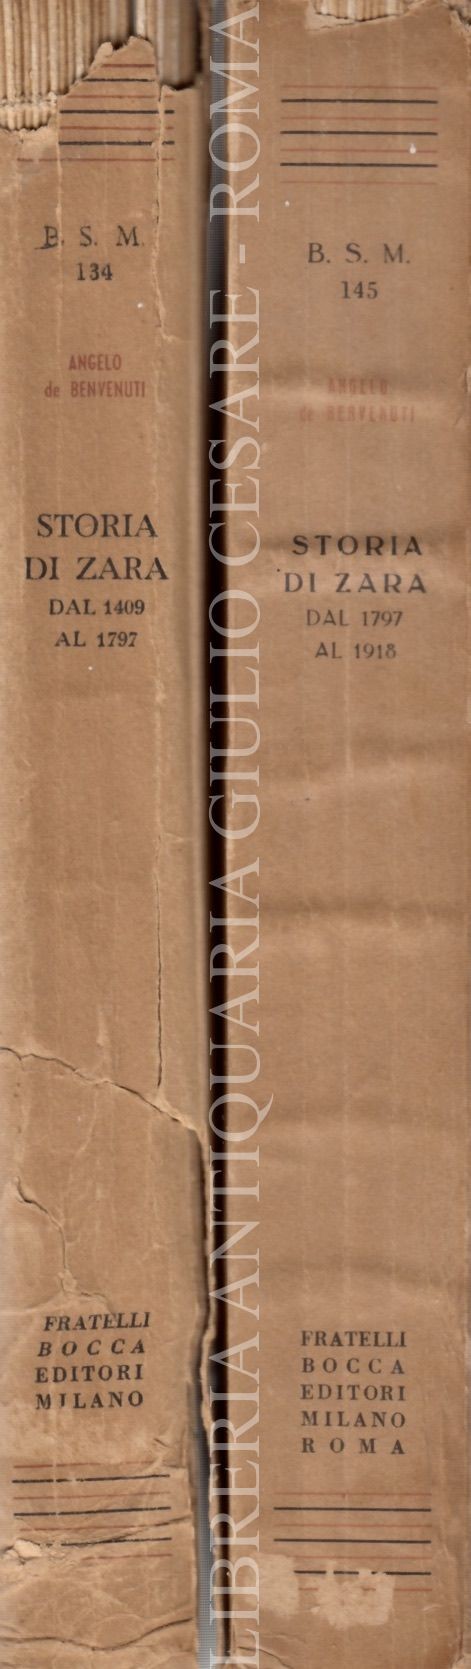 B. S. M.
134
ANGELO
de BENVENUTI
STORIA
DI ZARA
DAL 1409
AL 1797
FRATELLI
BOCCA
EDITORI
MILANO
B. S. M.
145
ANGELO
de BENVENUTI
STORIA
DI ZARA
DAL 1797
AL 1918
FRATELLI
BOCCA
EDITORI
MILANO
ROMA
LIBRERIA ANTIQUARIA GIULIO CESARE - ROMA